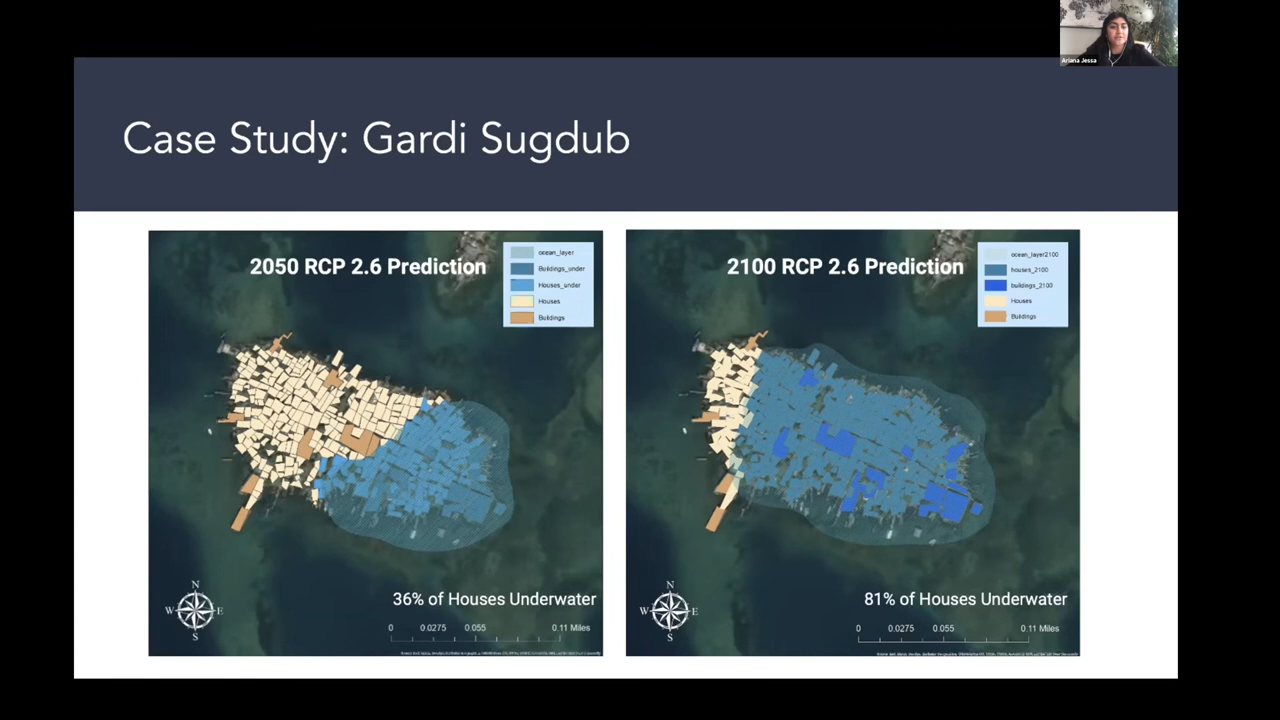 Ariana Jessa
Case Study: Gardi Sugdub
2050 RCP 2.6 Prediction
ocean_layer
Buildings_under
Houses_under
Houses
Buildings
N
W E
S
36% of Houses Underwater
0 0.0275 0.055 0.11 Miles
2100 RCP 2.6 Prediction
ocean_layer2100
houses_2100
buildings_2100
Houses
Buildings
N
W E
S
81% of Houses Underwater
0 0.0275 0.055 0.11 Miles